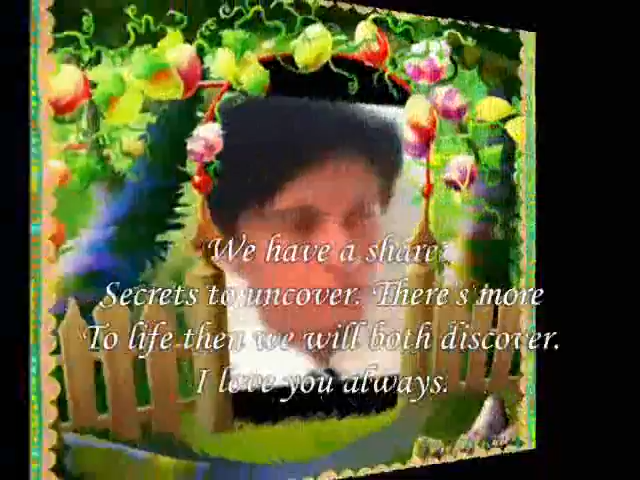 We have a share.
Secrets to uncover. There's more
To life then we will both discover.
I love you always.